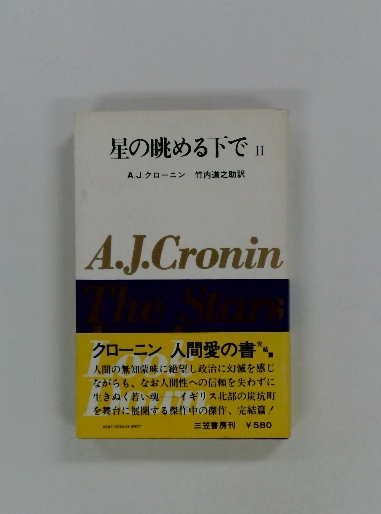 星の眺める下で II
A.J.クローニン 竹内道之助訳
A.J.Cronin
The Stars
Look
Down
クローニン 人間愛の書 完結篇
人間の無知蒙昧に絶望し政治に幻滅を感じ
ながらも、なお人間性への信頼を失わずに
生きぬく若い魂──イギリス北部の炭坑町
を舞台に展開する傑作中の傑作、完結篇!
三笠書房刊 ¥580